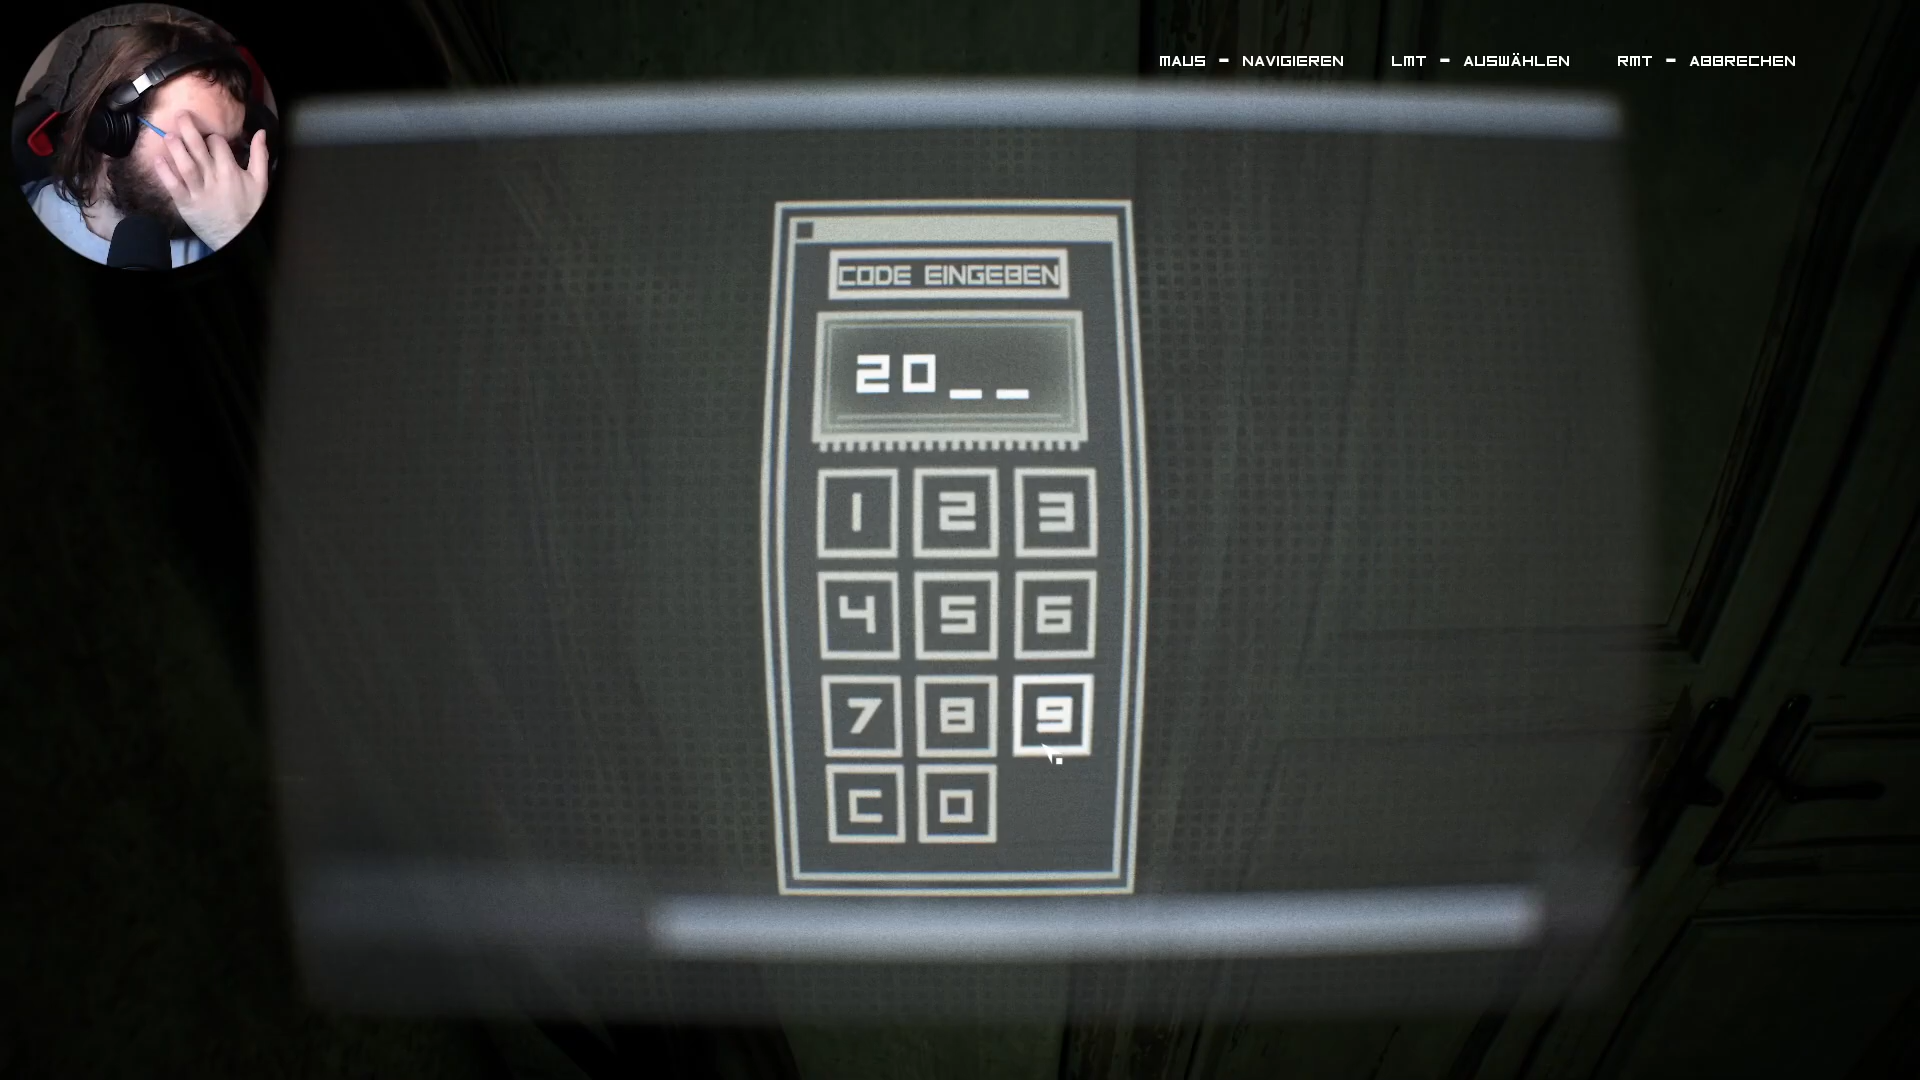 MAUS - NAVIGIEREN LMT - AUSWÄHLEN RMT - ABBRECHEN
CODE EINGEBEN
20__
1 2 3
4 5 6
7 8 9
C 0